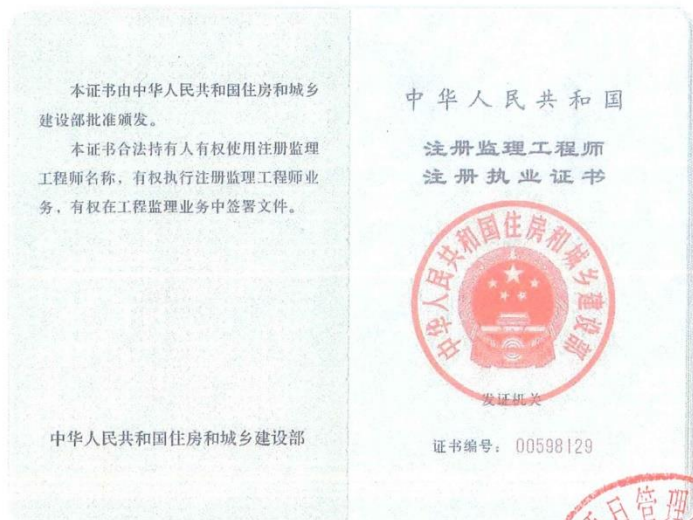 本证书由中华人民共和国住房和城乡
建设部批准颁发。
本证书合法持有人有权使用注册监理
工程师名称，有权执行注册监理工程师业
务，有权在工程监理业务中签署文件。
中华人民共和国住房和城乡建设部
中华人民共和国
注册监理工程师
注册执业证书
中华人民共和国住房和城乡建设部
发证机关
证书编号：00598129
项目管理